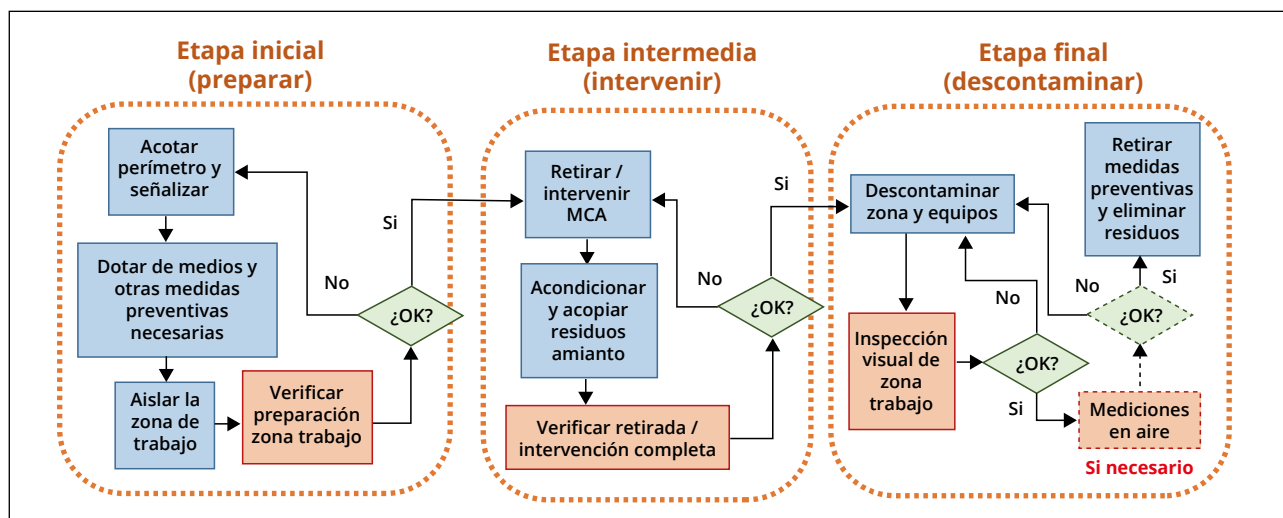 Etapa inicial
(preparar)
Acotar
perímetro y
señalizar
Dotar de medios y
otras medidas
preventivas
necesarias
Aislar la
zona de
trabajo
Verificar
preparación
zona trabajo
¿OK?
No
Si
Etapa intermedia
(intervenir)
Retirar /
intervenir
MCA
Acondicionar
y acopiar
residuos
amianto
Verificar retirada /
intervención completa
¿OK?
No
Si
Etapa final
(descontaminar)
Descontaminar
zona y equipos
Inspección
visual de
zona
trabajo
¿OK?
No
Si
Mediciones
en aire
Si necesario
¿OK?
No
Si
Retirar
medidas
preventivas
y eliminar
residuos